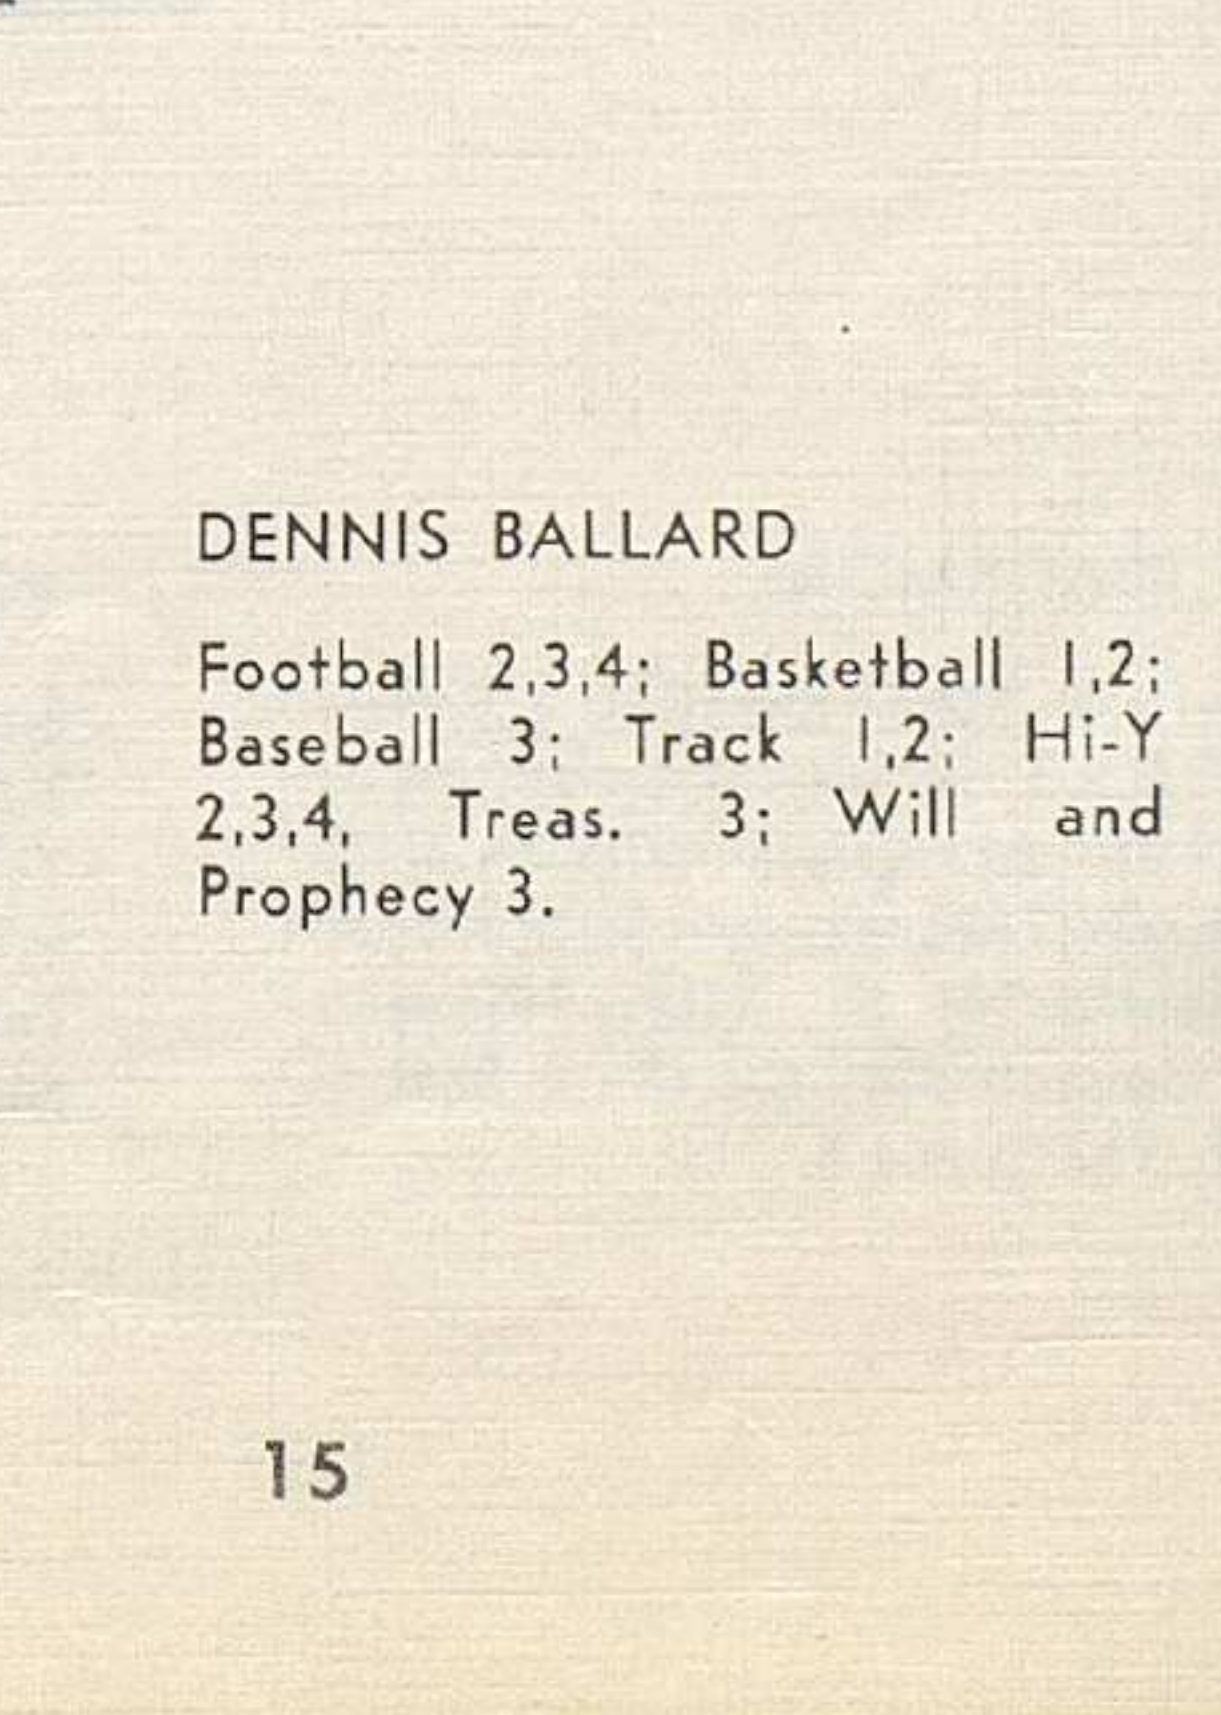 DENNIS BALLARD
Football 2,3,4; Basketball 1,2;
Baseball 3; Track 1,2; Hi-Y
2,3,4, Treas. 3; Will and
Prophecy 3.
15